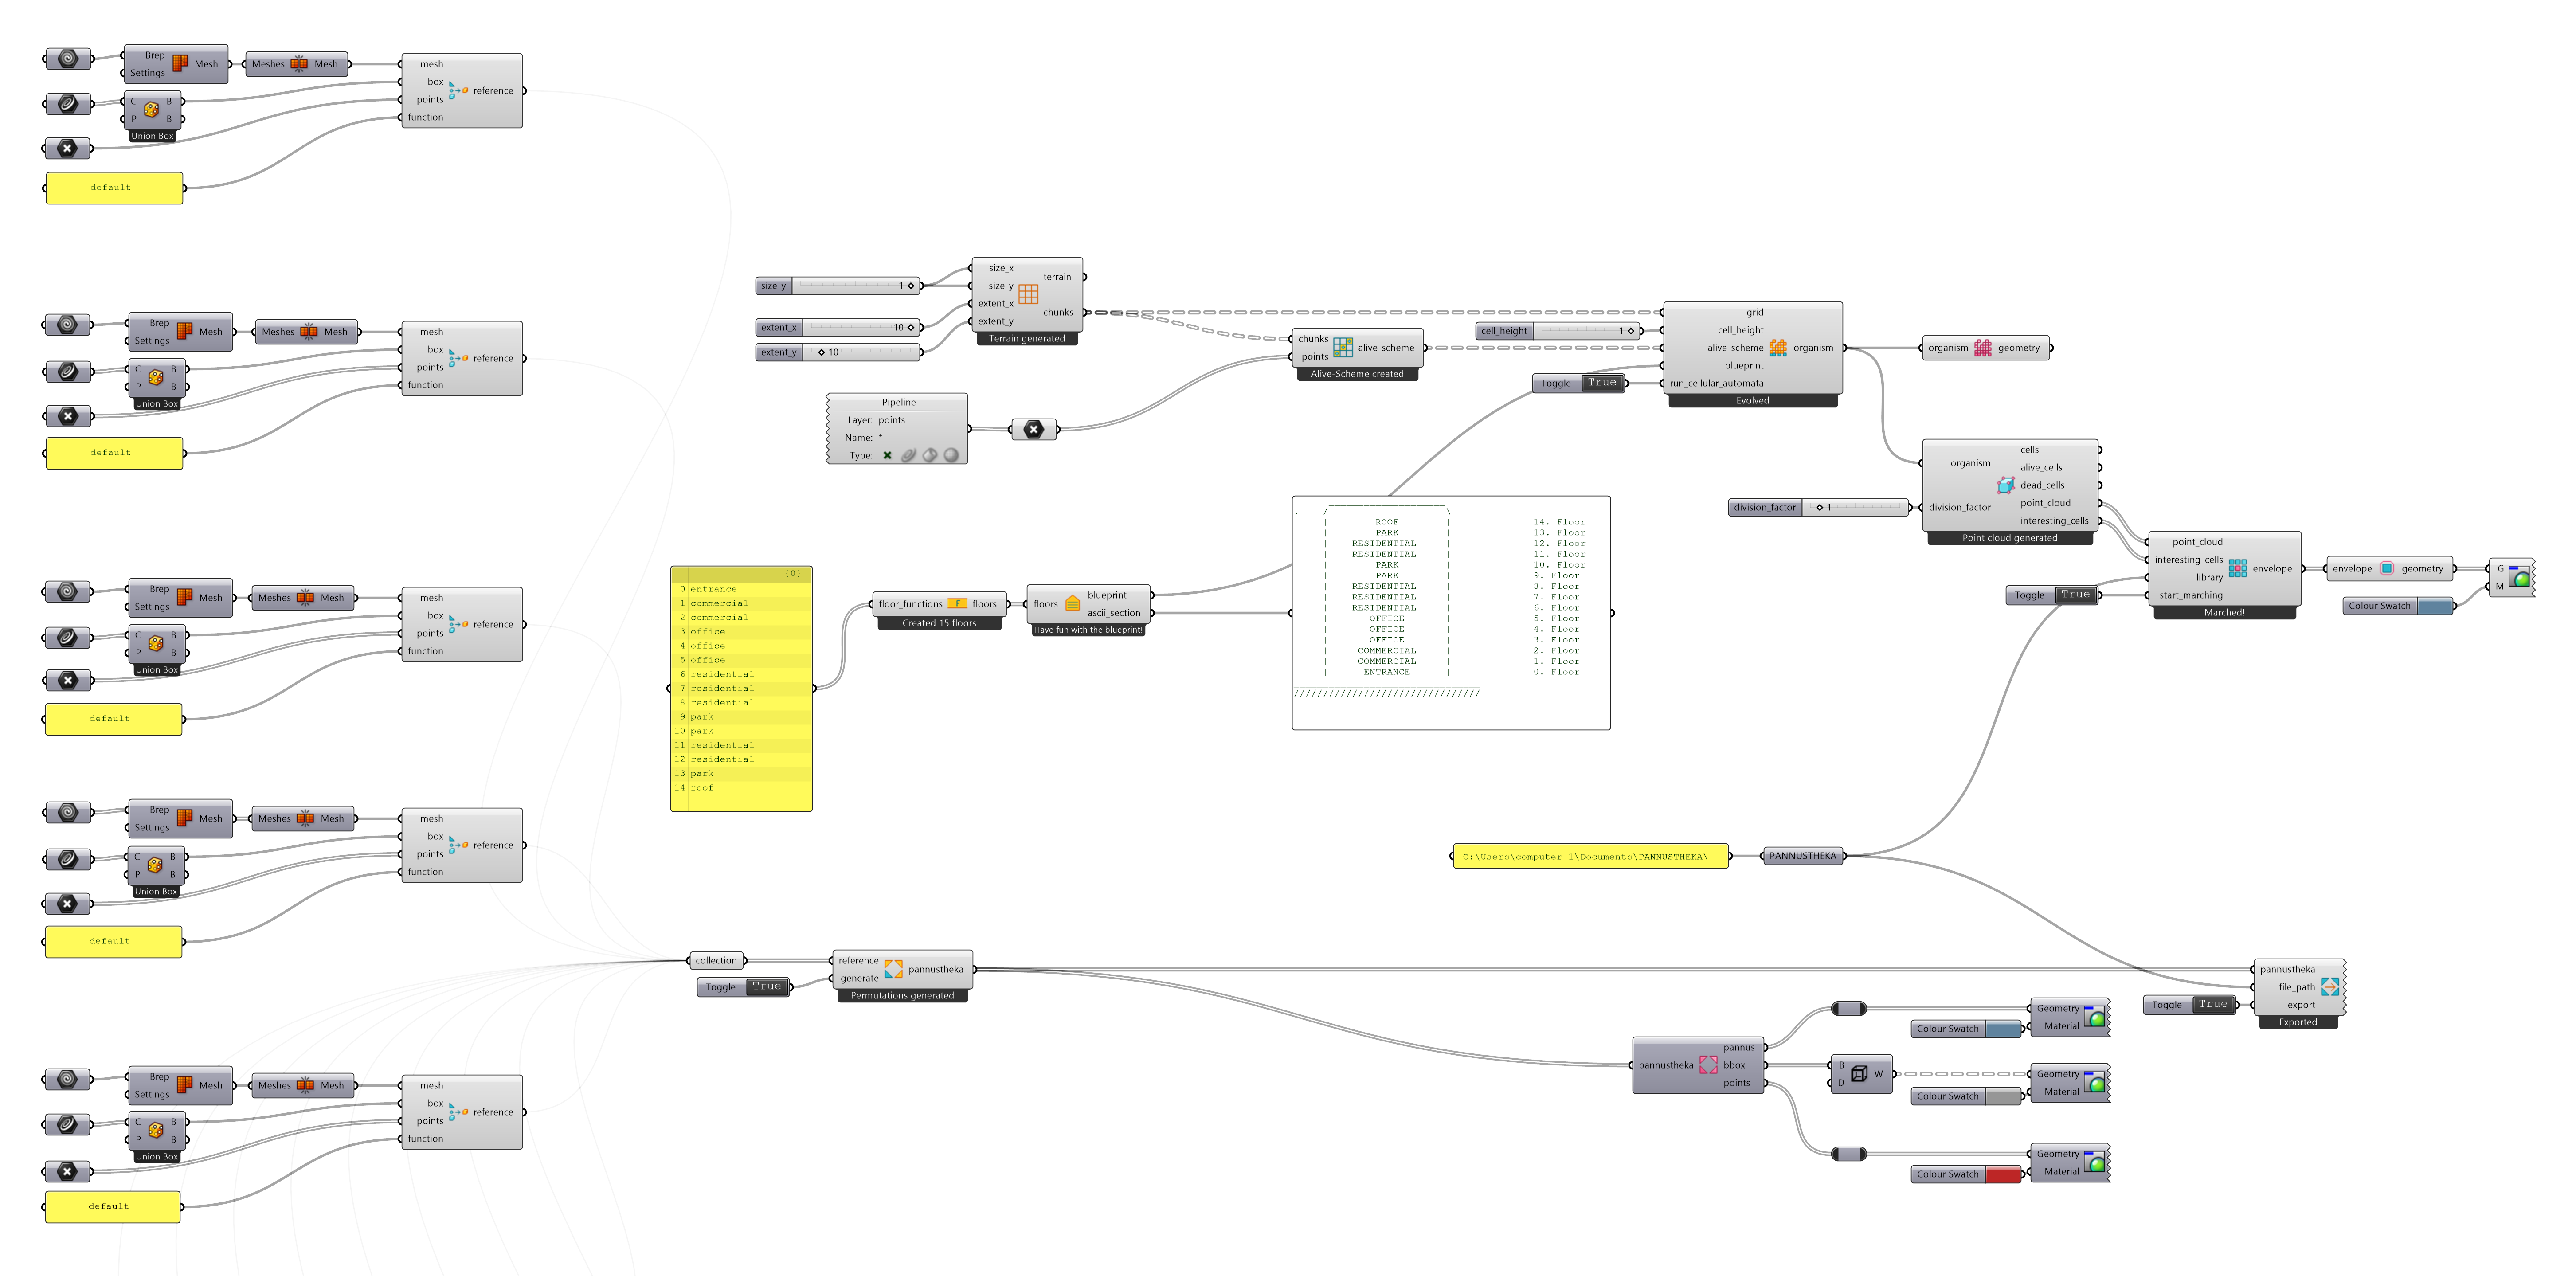 Brep
Settings
Mesh
Meshes Mesh
C B
P B
Union Box
default
mesh
box
points
function
reference
Brep
Settings
Mesh
Meshes Mesh
C B
P B
Union Box
default
mesh
box
points
function
reference
Brep
Settings
Mesh
Meshes Mesh
C B
P B
Union Box
default
mesh
box
points
function
reference
Brep
Settings
Mesh
Meshes Mesh
C B
P B
Union Box
default
mesh
box
points
function
reference
Brep
Settings
Mesh
Meshes Mesh
C B
P B
Union Box
default
mesh
box
points
function
reference
size_y 1
extent_x 10
extent_y 10
size_x
size_y
extent_x
extent_y
terrain
chunks
Terrain generated
Pipeline
Layer: points
Name: *
Type:
chunks
points
alive_scheme
Alive-Scheme created
cell_height 1
Toggle True
grid
cell_height
alive_scheme
blueprint
run_cellular_automata
organism
Evolved
organism geometry
division_factor 1
organism
division_factor
cells
alive_cells
dead_cells
point_cloud
interesting_cells
Point cloud generated
Toggle True
point_cloud
interesting_cells
library
start_marching
envelope
Marched!
envelope geometry
Colour Swatch
G
M
{0}
0 entrance
1 commercial
2 commercial
3 office
4 office
5 office
6 residential
7 residential
8 residential
9 park
10 park
11 residential
12 residential
13 park
14 roof
floor_functions F floors
Created 15 floors
floors
blueprint
ascii_section
Have fun with the blueprint!
. /‾‾‾‾‾‾‾‾‾‾‾‾‾‾‾‾‾‾‾‾\
| ROOF | 14. Floor
| PARK | 13. Floor
| RESIDENTIAL | 12. Floor
| RESIDENTIAL | 11. Floor
| PARK | 10. Floor
| PARK | 9. Floor
| RESIDENTIAL | 8. Floor
| RESIDENTIAL | 7. Floor
| RESIDENTIAL | 6. Floor
| OFFICE | 5. Floor
| OFFICE | 4. Floor
| OFFICE | 3. Floor
| COMMERCIAL | 2. Floor
| COMMERCIAL | 1. Floor
| ENTRANCE | 0. Floor
////////////////////////////////
C:\Users\computer-1\Documents\PANNUSTHEKA\
PANNUSTHEKA
collection
Toggle True
reference
generate
pannustheka
Permutations generated
pannustheka
pannus
bbox
points
B
D
W
Geometry
Material
Colour Swatch
Geometry
Material
Colour Swatch
Geometry
Material
Colour Swatch
Toggle True
pannustheka
file_path
export
Exported